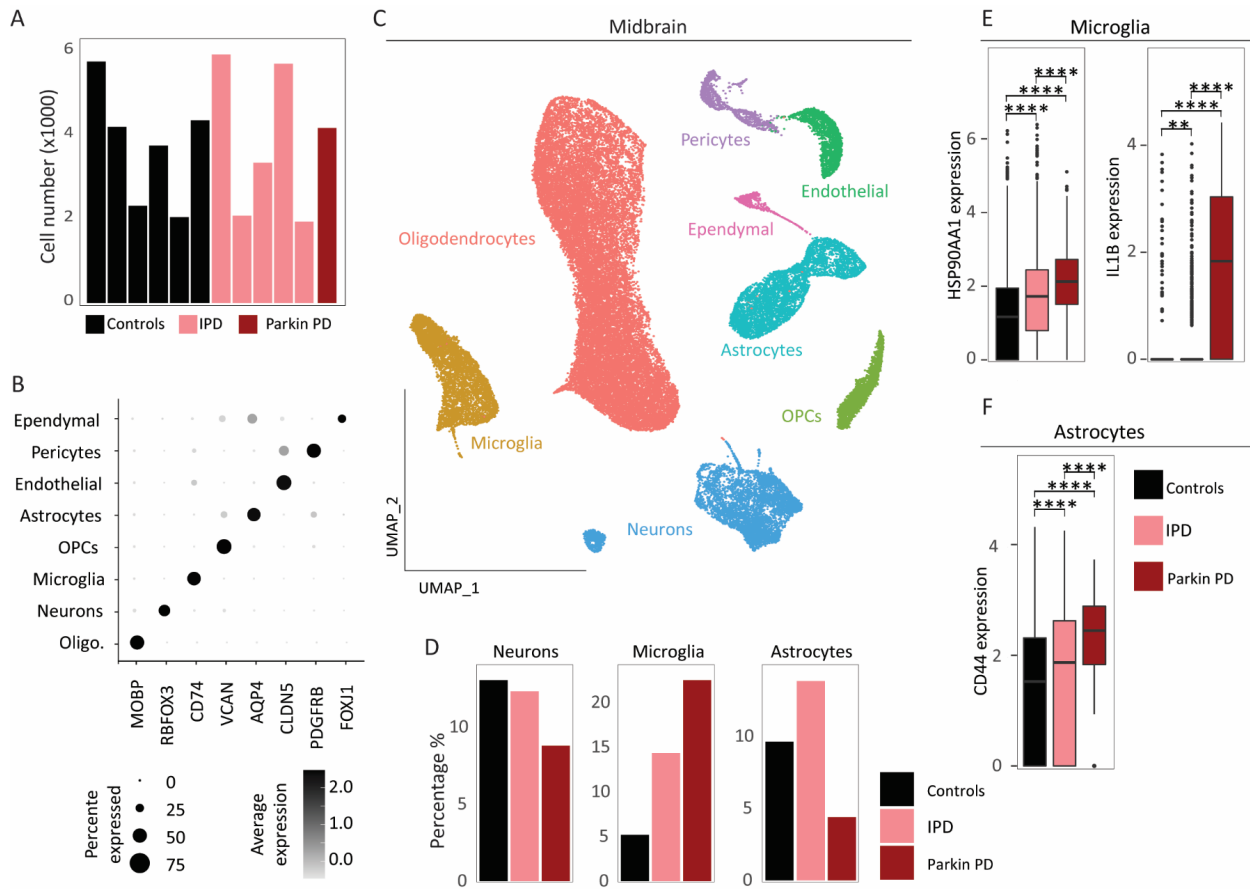 A
Cell number (x1000)
6
4
2
0
Controls
IPD
Parkin PD
B
Ependymal
Pericytes
Endothelial
Astrocytes
OPCs
Microglia
Neurons
Oligo.
MOBP
RBFOX3
CD74
VCAN
AQP4
CLDN5
PDGFRB
FOXJ1
Percente
expressed
0
25
50
75
Average
expression
2.0
1.0
0.0
C
Midbrain
Pericytes
Endothelial
Ependymal
Oligodendrocytes
Astrocytes
OPCs
Microglia
Neurons
UMAP_2
UMAP_1
D
Neurons
Microglia
Astrocytes
Percentage %
10
5
0
20
15
10
5
0
10
5
0
Controls
IPD
Parkin PD
E
Microglia
HSP90AA1 expression
6
4
2
0
****
****
****
IL1B expression
4
2
0
****
****
**
F
Astrocytes
CD44 expression
4
2
0
****
****
****
Controls
IPD
Parkin PD